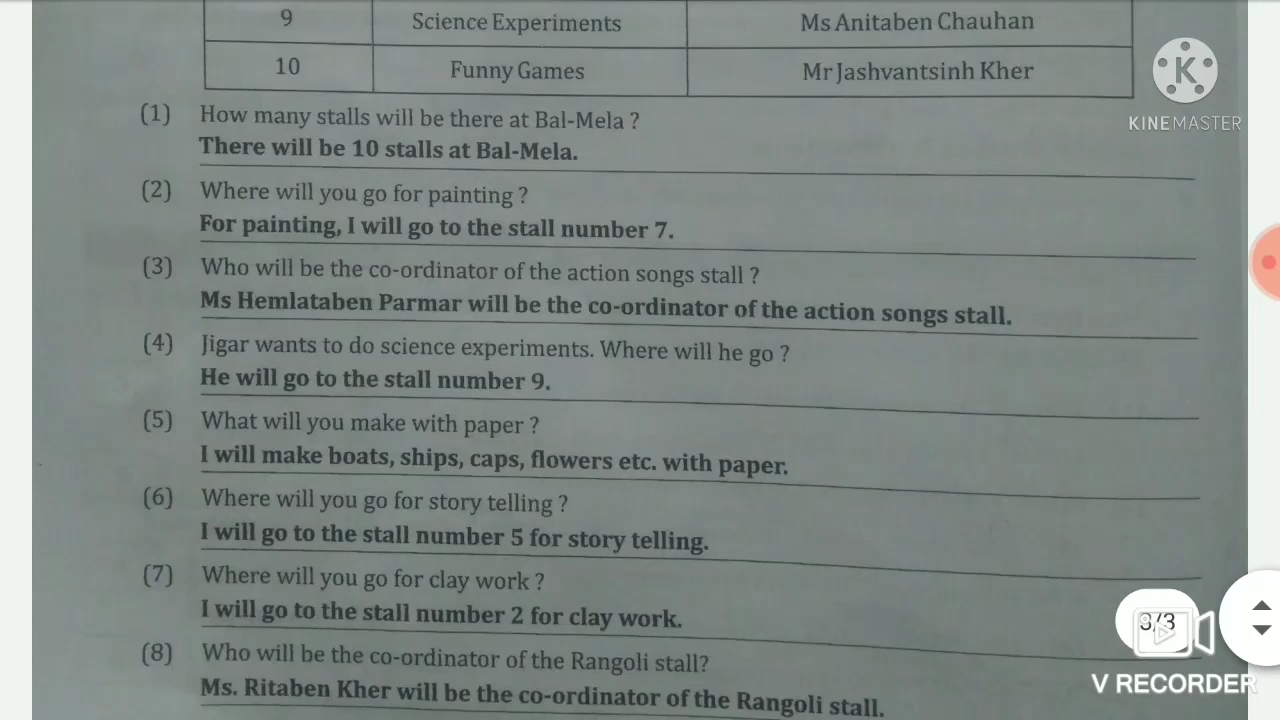 9 Science Experiments Ms Anitaben Chauhan
10 Funny Games Mr Jashvantsinh Kher
KINEMASTER
(1) How many stalls will be there at Bal-Mela ?
There will be 10 stalls at Bal-Mela.
(2) Where will you go for painting ?
For painting, I will go to the stall number 7.
(3) Who will be the co-ordinator of the action songs stall ?
Ms Hemlataben Parmar will be the co-ordinator of the action songs stall.
(4) Jigar wants to do science experiments. Where will he go ?
He will go to the stall number 9.
(5) What will you make with paper ?
I will make boats, ships, caps, flowers etc. with paper.
(6) Where will you go for story telling ?
I will go to the stall number 5 for story telling.
(7) Where will you go for clay work ?
I will go to the stall number 2 for clay work.
3/3
(8) Who will be the co-ordinator of the Rangoli stall?
V RECORDER
Ms. Ritaben Kher will be the co-ordinator of the Rangoli stall.